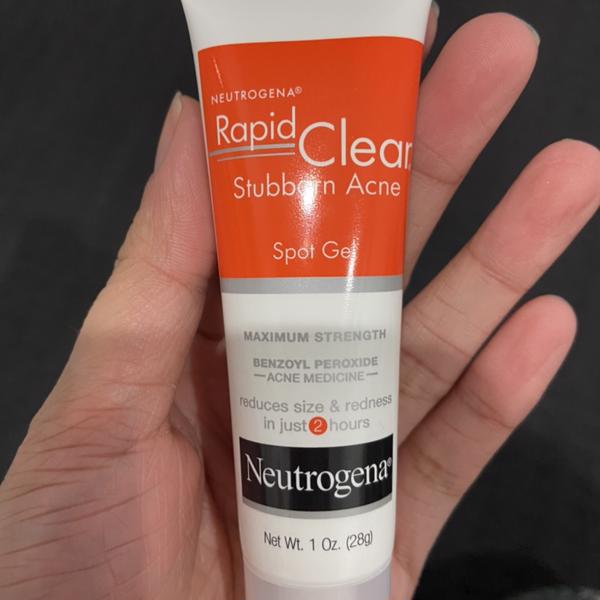 NEUTROGENA®
Rapid Clear
Stubborn Acne
Spot Gel
MAXIMUM STRENGTH
BENZOYL PEROXIDE
—ACNE MEDICINE—
reduces size & redness
in just 2 hours
Neutrogena®
Net Wt. 1 Oz. (28g)